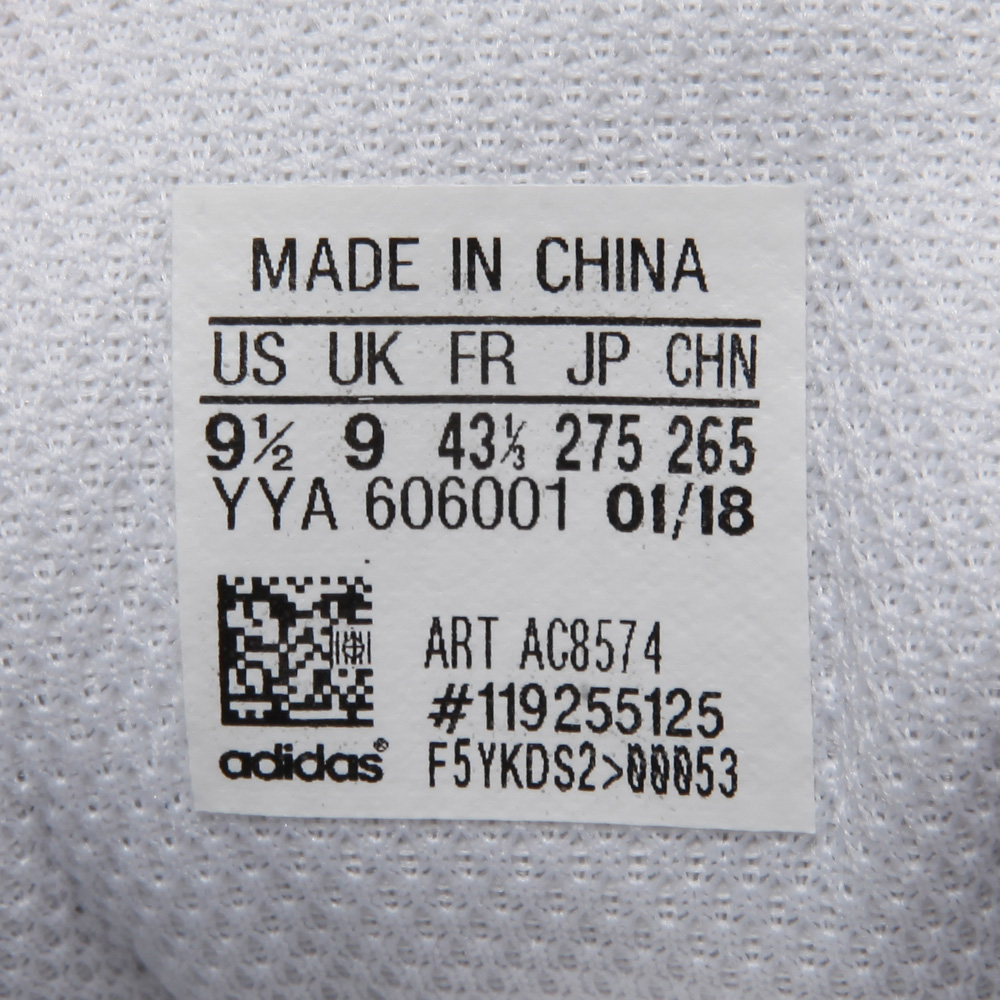 MADE IN CHINA
US UK FR JP CHN
9½ 9 43⅓ 275 265
YYA 606001 01/18
ART AC8574
#119255125
F5YKDS2>00053
adidas®